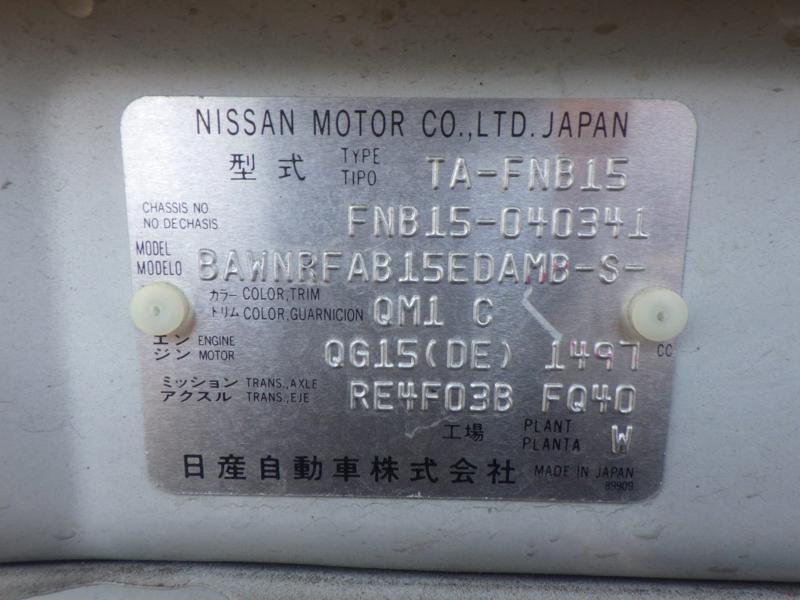 NISSAN MOTOR CO.,LTD. JAPAN
型式 TYPE TIPO TA-FNB15
CHASSIS NO NO DECHASIS FNB15-040341
MODEL MODELO BAWNRFAB15EDAMB-S-
カラー COLOR,TRIM
トリム COLOR,GUARNICION QM1 C
エン ENGINE
ジン MOTOR QG15(DE) 1497 CC
ミッション TRANS.,AXLE
アクスル TRANS.,EJE RE4F03B FQ40
工場 PLANT PLANTA W
日産自動車株式会社 MADE IN JAPAN
89909